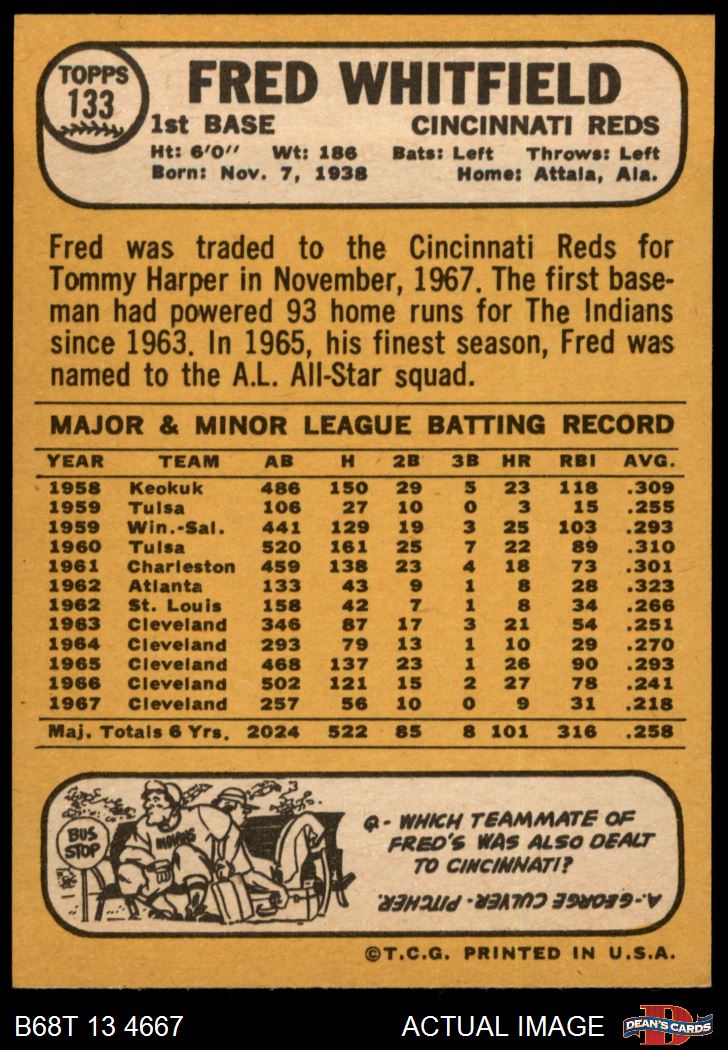 TOPPS
133
FRED WHITFIELD
1st BASE CINCINNATI REDS
Ht: 6'0" Wt: 186 Bats: Left Throws: Left
Born: Nov. 7, 1938 Home: Attala, Ala.
Fred was traded to the Cincinnati Reds for
Tommy Harper in November, 1967. The first base-
man had powered 93 home runs for The Indians
since 1963. In 1965, his finest season, Fred was
named to the A.L. All-Star squad.
MAJOR & MINOR LEAGUE BATTING RECORD
YEAR TEAM AB H 2B 3B HR RBI AVG.
1958 Keokuk 486 150 29 5 23 118 .309
1959 Tulsa 106 27 10 0 3 15 .255
1959 Win.-Sal. 441 129 19 3 25 103 .293
1960 Tulsa 520 161 25 7 22 89 .310
1961 Charleston 459 138 23 4 18 73 .301
1962 Atlanta 133 43 9 1 8 28 .323
1962 St. Louis 158 42 7 1 8 34 .266
1963 Cleveland 346 87 17 3 21 54 .251
1964 Cleveland 293 79 13 1 10 29 .270
1965 Cleveland 468 137 23 1 26 90 .293
1966 Cleveland 502 121 15 2 27 78 .241
1967 Cleveland 257 56 10 0 9 31 .218
Maj. Totals 6 Yrs. 2024 522 85 8 101 316 .258
BUS
STOP
INDIANS
Q- WHICH TEAMMATE OF
FRED'S WAS ALSO DEALT
TO CINCINNATI?
A-GEORGE CULVER-PITCHER.
©T.C.G. PRINTED IN U.S.A.
B68T 13 4667 ACTUAL IMAGE
D
DEAN'S CARDS